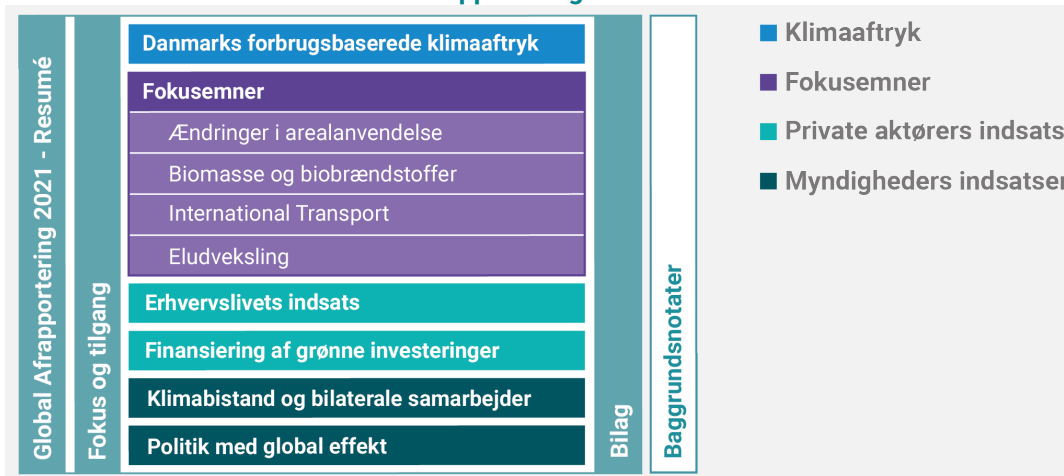 Global Afrapportering 2021 - Resumé
Fokus og tilgang
Danmarks forbrugsbaserede klimaaftryk
Fokusemner
Ændringer i arealanvendelse
Biomasse og biobrændstoffer
International Transport
Eludveksling
Erhvervslivets indsats
Finansiering af grønne investeringer
Klimabistand og bilaterale samarbejder
Politik med global effekt
Bilag
Baggrundsnotater
Klimaaftryk
Fokusemner
Private aktørers indsats
Myndigheders indsatser